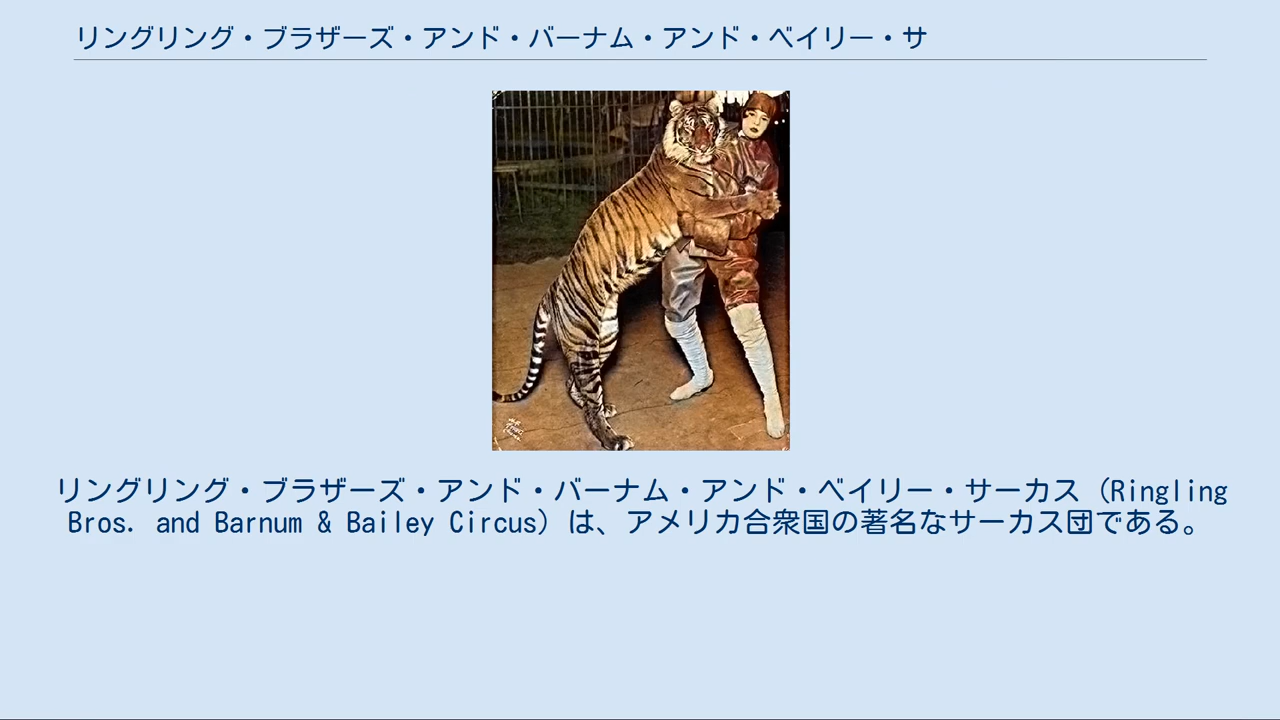 リングリング・ブラザーズ・アンド・バーナム・アンド・ベイリー・サ
リングリング・ブラザーズ・アンド・バーナム・アンド・ベイリー・サーカス (Ringling
Bros. and Barnum & Bailey Circus) は、アメリカ合衆国の著名なサーカス団である。